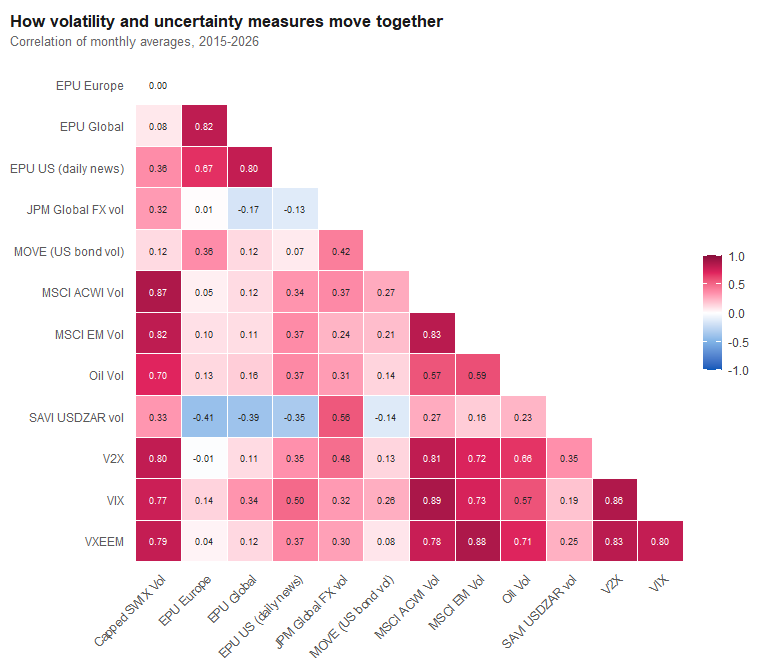 How volatility and uncertainty measures move together
Correlation of monthly averages, 2015-2026
EPU Europe 0.00
EPU Global 0.08 0.82
EPU US (daily news) 0.36 0.67 0.80
JPM Global FX vol 0.32 0.01 -0.17 -0.13
MOVE (US bond vol) 0.12 0.36 0.12 0.07 0.42
MSCI ACWI Vol 0.87 0.05 0.12 0.34 0.37 0.27
MSCI EM Vol 0.82 0.10 0.11 0.37 0.24 0.21 0.83
Oil Vol 0.70 0.13 0.16 0.37 0.31 0.14 0.57 0.59
SAVI USDZAR vol 0.33 -0.41 -0.39 -0.35 0.56 -0.14 0.27 0.16 0.23
V2X 0.80 -0.01 0.11 0.35 0.48 0.13 0.81 0.72 0.66 0.35
VIX 0.77 0.14 0.34 0.50 0.32 0.26 0.89 0.73 0.57 0.19 0.86
VXEEM 0.79 0.04 0.12 0.37 0.30 0.08 0.78 0.88 0.71 0.25 0.83 0.80
Capped SWIX Vol
EPU Europe
EPU Global
EPU US (daily news)
JPM Global FX vol
MOVE (US bond vol)
MSCI ACWI Vol
MSCI EM Vol
Oil Vol
SAVI USDZAR vol
V2X
VIX
1.0
0.5
0.0
-0.5
-1.0